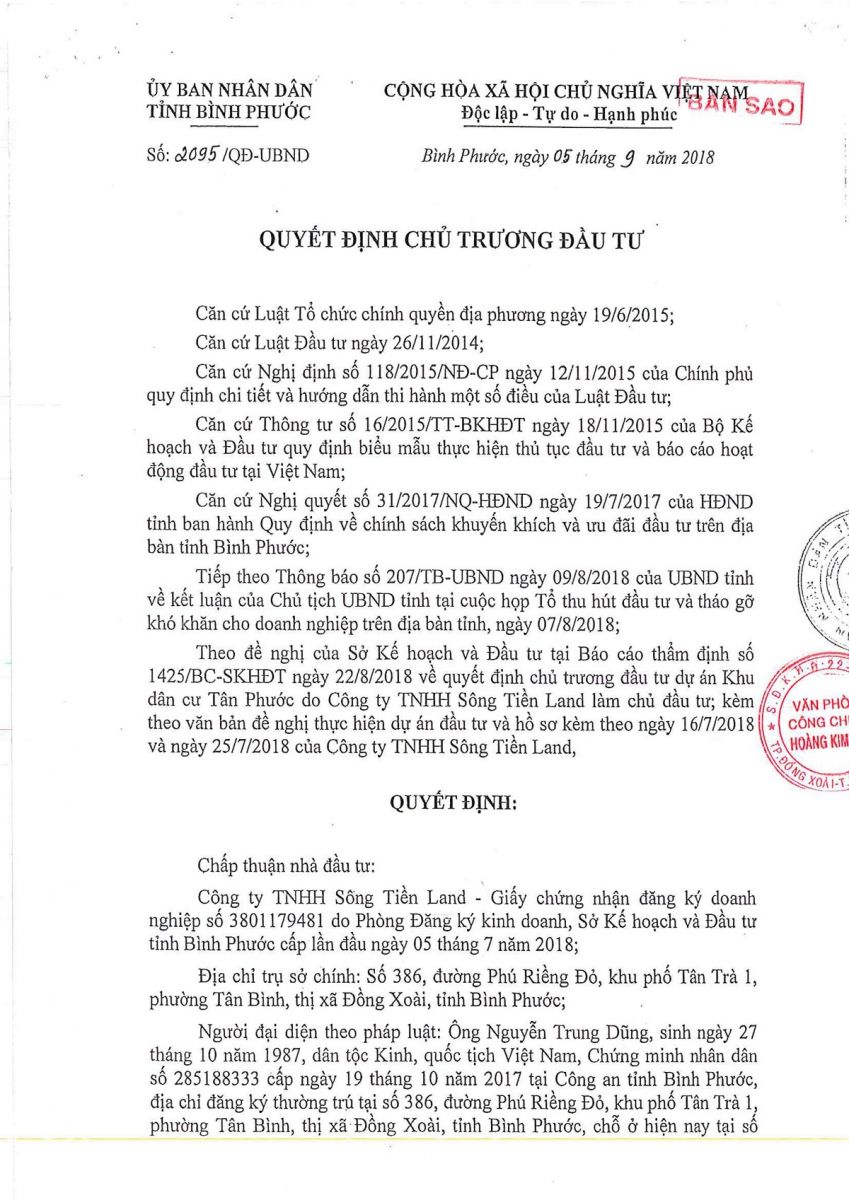 ỦY BAN NHÂN DÂN
TỈNH BÌNH PHƯỚC
CỘNG HÒA XÃ HỘI CHỦ NGHĨA VIỆT NAM
Độc lập - Tự do - Hạnh phúc
BẢN SAO
Số: 2095/QĐ-UBND
Bình Phước, ngày 05 tháng 9 năm 2018
QUYẾT ĐỊNH CHỦ TRƯƠNG ĐẦU TƯ
Căn cứ Luật Tổ chức chính quyền địa phương ngày 19/6/2015;
Căn cứ Luật Đầu tư ngày 26/11/2014;
Căn cứ Nghị định số 118/2015/NĐ-CP ngày 12/11/2015 của Chính phủ
quy định chi tiết và hướng dẫn thi hành một số điều của Luật Đầu tư;
Căn cứ Thông tư số 16/2015/TT-BKHĐT ngày 18/11/2015 của Bộ Kế
hoạch và Đầu tư quy định biểu mẫu thực hiện thủ tục đầu tư và báo cáo hoạt
động đầu tư tại Việt Nam;
Căn cứ Nghị quyết số 31/2017/NQ-HĐND ngày 19/7/2017 của HĐND
tỉnh ban hành Quy định về chính sách khuyến khích và ưu đãi đầu tư trên địa
bàn tỉnh Bình Phước;
Tiếp theo Thông báo số 207/TB-UBND ngày 09/8/2018 của UBND tỉnh
về kết luận của Chủ tịch UBND tỉnh tại cuộc họp Tổ thu hút đầu tư và tháo gỡ
khó khăn cho doanh nghiệp trên địa bàn tỉnh, ngày 07/8/2018;
Theo đề nghị của Sở Kế hoạch và Đầu tư tại Báo cáo thẩm định số
1425/BC-SKHĐT ngày 22/8/2018 về quyết định chủ trương đầu tư dự án Khu
dân cư Tân Phước do Công ty TNHH Sông Tiền Land làm chủ đầu tư; kèm
theo văn bản đề nghị thực hiện dự án đầu tư và hồ sơ kèm theo ngày 16/7/2018
và ngày 25/7/2018 của Công ty TNHH Sông Tiền Land,
NHÂN DÂN
S.Đ.K.H.Đ:22
VĂN PHÒ
CÔNG CH
HOÀNG KIM
TP.ĐỒNG XOÀI-T.
QUYẾT ĐỊNH:
Chấp thuận nhà đầu tư:
Công ty TNHH Sông Tiền Land - Giấy chứng nhận đăng ký doanh
nghiệp số 3801179481 do Phòng Đăng ký kinh doanh, Sở Kế hoạch và Đầu tư
tỉnh Bình Phước cấp lần đầu ngày 05 tháng 7 năm 2018;
Địa chỉ trụ sở chính: Số 386, đường Phú Riềng Đỏ, khu phố Tân Trà 1,
phường Tân Bình, thị xã Đồng Xoài, tỉnh Bình Phước;
Người đại diện theo pháp luật: Ông Nguyễn Trung Dũng, sinh ngày 27
tháng 10 năm 1987, dân tộc Kinh, quốc tịch Việt Nam, Chứng minh nhân dân
số 285188333 cấp ngày 19 tháng 10 năm 2017 tại Công an tỉnh Bình Phước,
địa chỉ đăng ký thường trú tại số 386, đường Phú Riềng Đỏ, khu phố Tân Trà 1,
phường Tân Bình, thị xã Đồng Xoài, tỉnh Bình Phước, chỗ ở hiện nay tại số